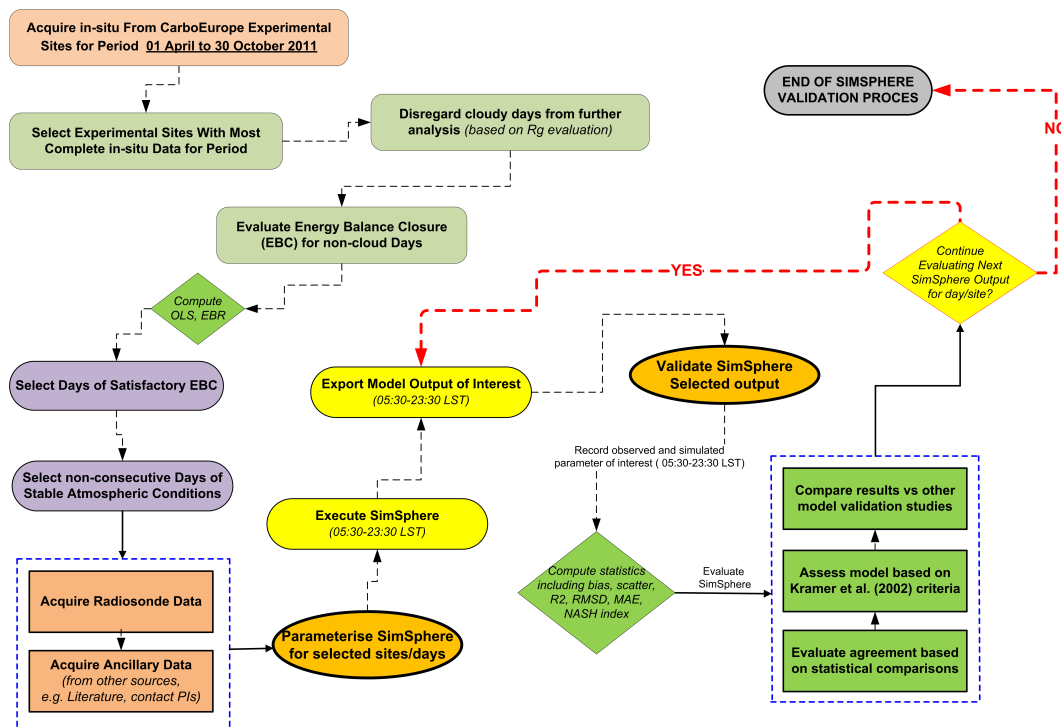 Acquire in-situ From CarboEurope Experimental
Sites for Period 01 April to 30 October 2011
Select Experimental Sites With Most
Complete in-situ Data for Period
Disregard cloudy days from further
analysis (based on Rg evaluation)
Evaluate Energy Balance Closure
(EBC) for non-cloud Days
Compute
OLS, EBR
Select Days of Satisfactory EBC
Select non-consecutive Days of
Stable Atmospheric Conditions
Acquire Radiosonde Data
Acquire Ancillary Data
(from other sources,
e.g. Literature, contact PIs)
Parameterise SimSphere
for selected sites/days
Execute SimSphere
(05:30-23:30 LST)
Export Model Output of Interest
(05:30-23:30 LST)
Validate SimSphere
Selected output
Record observed and simulated
parameter of interest ( 05:30-23:30 LST)
Compute statistics
including bias, scatter,
R2, RMSD, MAE,
NASH index
Evaluate
SimSphere
Evaluate agreement based
on statistical comparisons
Assess model based on
Kramer et al. (2002) criteria
Compare results vs other
model validation studies
Continue
Evaluating Next
SimSphere Output
for day/site?
YES
NO
END OF SIMSPHERE
VALIDATION PROCES